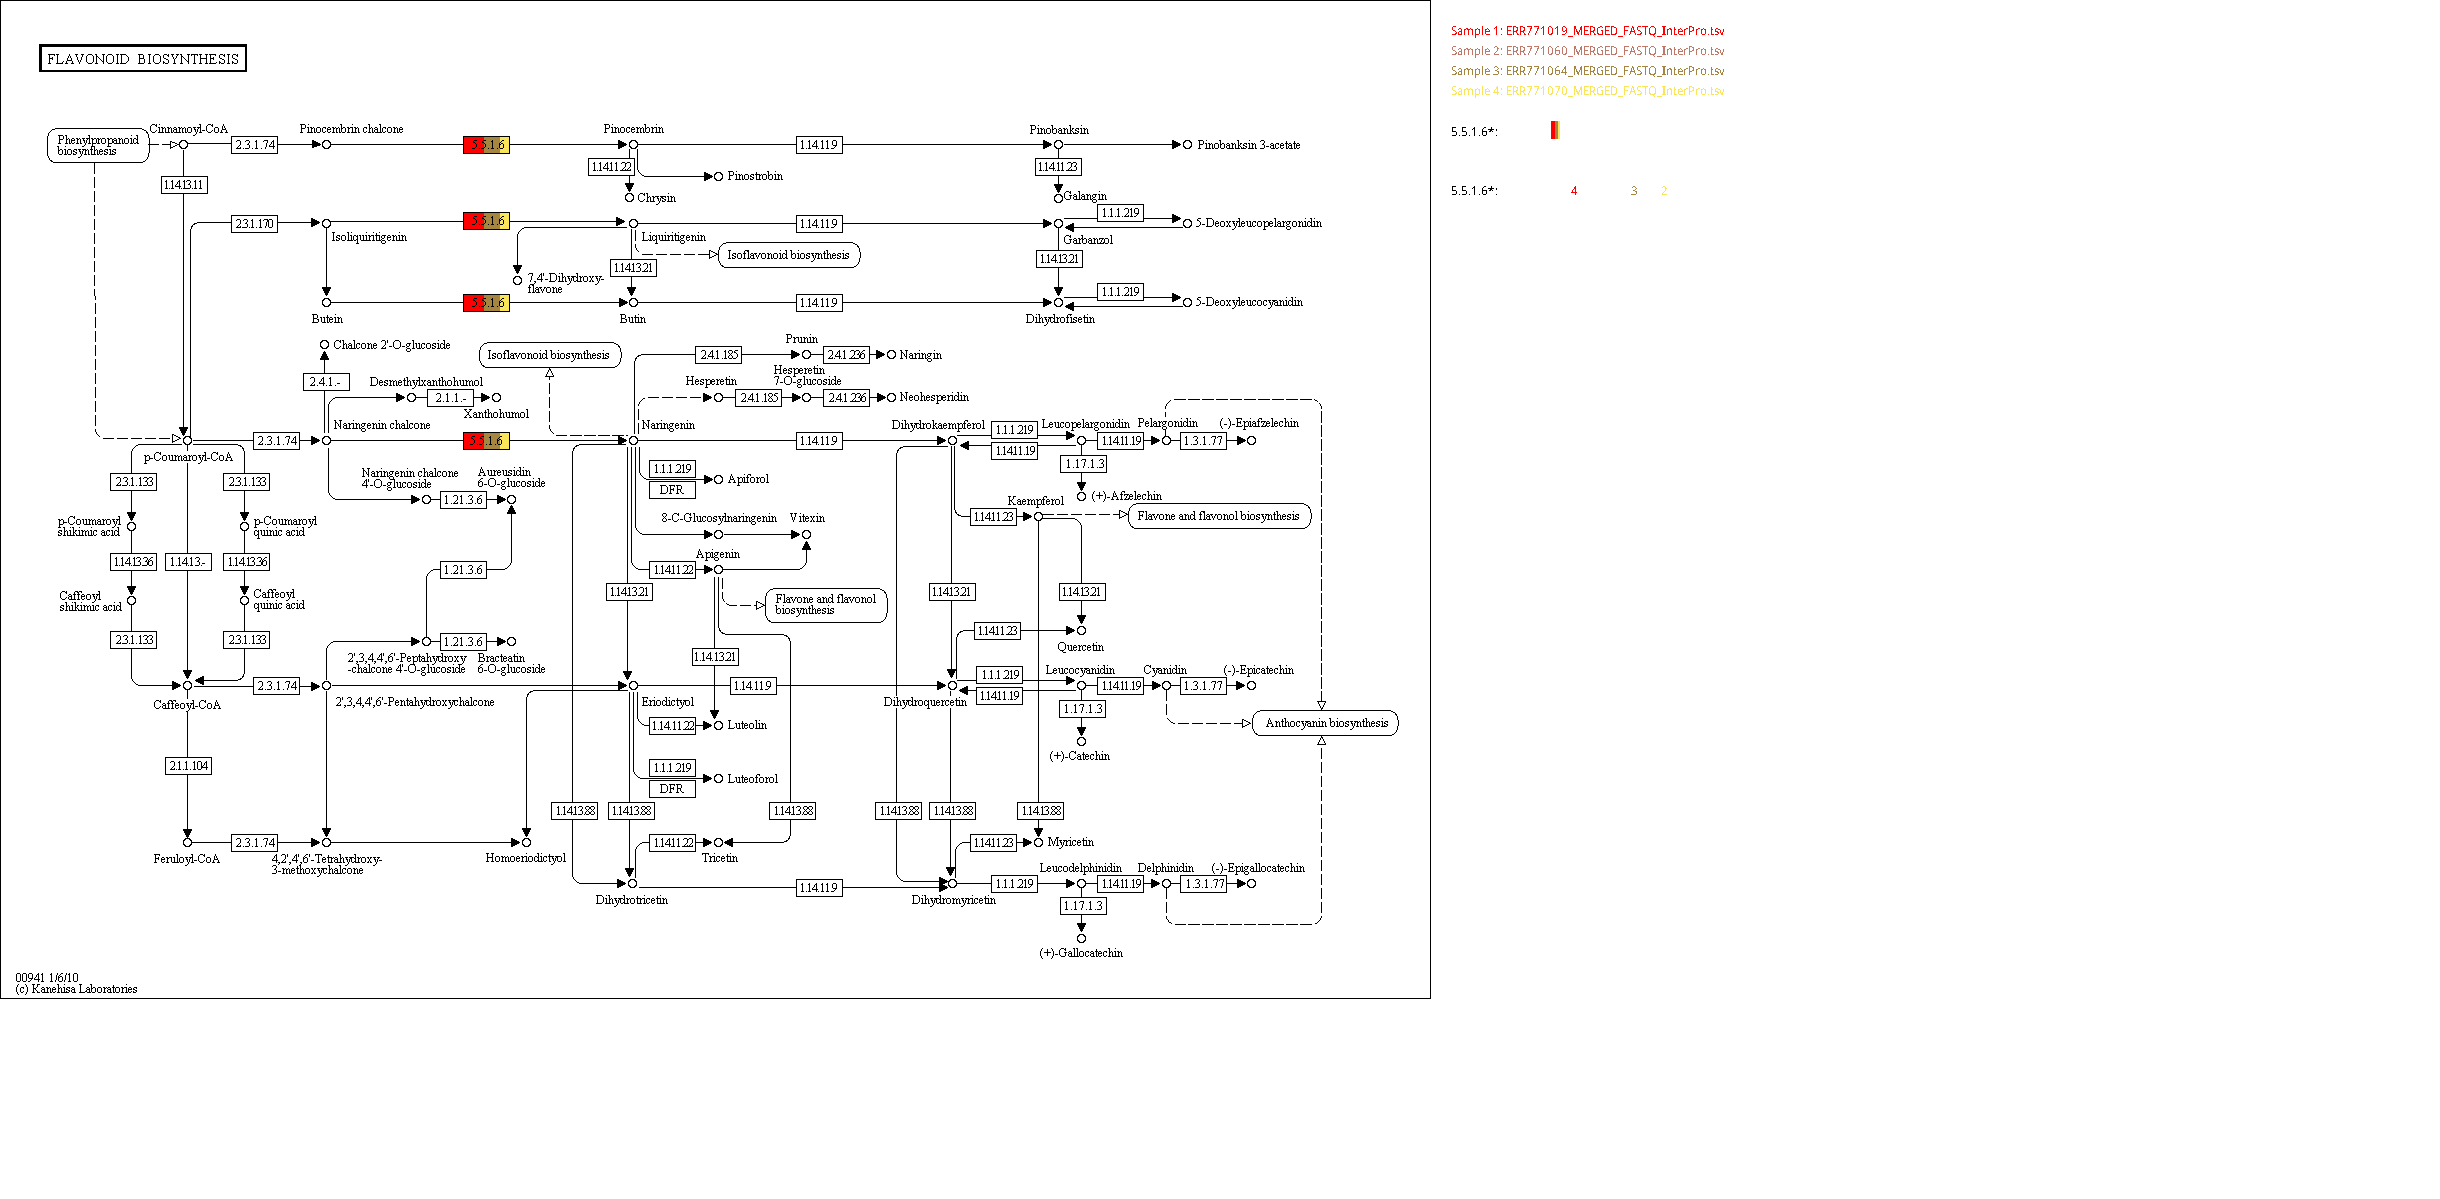 FLAVONOID BIOSYNTHESIS
Sample 1: ERR771019_MERGED_FASTQ_InterPro.tsv
Sample 2: ERR771060_MERGED_FASTQ_InterPro.tsv
Sample 3: ERR771064_MERGED_FASTQ_InterPro.tsv
Sample 4: ERR771070_MERGED_FASTQ_InterPro.tsv
5.5.1.6*:
5.5.1.6*: 4 3 2
Phenylpropanoid
biosynthesis
Cinnamoyl-CoA
2.3.1.74
Pinocembrin chalcone
5.5.1.6
Pinocembrin
1.14.11.9
Pinobanksin
Pinobanksin 3-acetate
1.14.11.22
Pinostrobin
1.14.11.23
1.14.13.11
Chrysin
Galangin
2.3.1.170
Isoliquiritigenin
5.5.1.6
Liquiritigenin
1.14.11.9
Garbanzol
1.1.1.219
5-Deoxyleucopelargonidin
Isoflavonoid biosynthesis
1.14.13.21
1.14.13.21
7,4'-Dihydroxy-
flavone
Butein
5.5.1.6
Butin
1.14.11.9
Dihydrofisetin
1.1.1.219
5-Deoxyleucocyanidin
Chalcone 2'-O-glucoside
Isoflavonoid biosynthesis
2.4.1.185
Prunin
2.4.1.236
Naringin
2.4.1.-
Desmethylxanthohumol
2.1.1.-
Xanthohumol
Hesperetin
2.4.1.185
Hesperetin
7-O-glucoside
2.4.1.236
Neohesperidin
p-Coumaroyl-CoA
2.3.1.74
Naringenin chalcone
5.5.1.6
Naringenin
1.14.11.9
Dihydrokaempferol
1.1.1.219
1.14.11.19
Leucopelargonidin
1.14.11.19
Pelargonidin
1.3.1.77
(-)-Epiafzelechin
1.17.1.3
(+)-Afzelechin
2.3.1.133
2.3.1.133
Naringenin chalcone
4'-O-glucoside
1.21.3.6
Aureusidin
6-O-glucoside
1.1.1.219
DFR
Apiforol
p-Coumaroyl
shikimic acid
p-Coumaroyl
quinic acid
8-C-Glucosylnaringenin
Vitexin
1.14.11.23
Kaempferol
Flavone and flavonol biosynthesis
1.14.13.36
1.14.13.-
1.14.13.36
1.21.3.6
1.14.11.22
Apigenin
Flavone and flavonol
biosynthesis
Caffeoyl
shikimic acid
Caffeoyl
quinic acid
1.14.13.21
1.14.13.21
1.14.13.21
2.3.1.133
2.3.1.133
1.21.3.6
2',3,4,4',6'-Peptahydroxy
-chalcone 4'-O-glucoside
Bracteatin
6-O-glucoside
1.14.13.21
1.14.11.23
Quercetin
Caffeoyl-CoA
2.3.1.74
2',3,4,4',6'-Pentahydroxychalcone
Eriodictyol
1.14.11.9
Dihydroquercetin
1.1.1.219
1.14.11.19
Leucocyanidin
1.14.11.19
Cyanidin
1.3.1.77
(-)-Epicatechin
1.17.1.3
(+)-Catechin
Anthocyanin biosynthesis
1.14.11.22
Luteolin
2.1.1.104
1.1.1.219
DFR
Luteoforol
1.14.13.88
1.14.13.88
1.14.13.88
1.14.13.88
1.14.13.88
1.14.13.88
Feruloyl-CoA
2.3.1.74
4,2',4',6'-Tetrahydroxy-
3-methoxychalcone
Homoeriodictyol
1.14.11.22
Tricetin
1.14.11.23
Myricetin
Dihydrotricetin
1.14.11.9
Dihydromyricetin
1.1.1.219
Leucodelphinidin
1.14.11.19
Delphinidin
1.3.1.77
(-)-Epigallocatechin
1.17.1.3
(+)-Gallocatechin
00941 1/6/10
(c) Kanehisa Laboratories